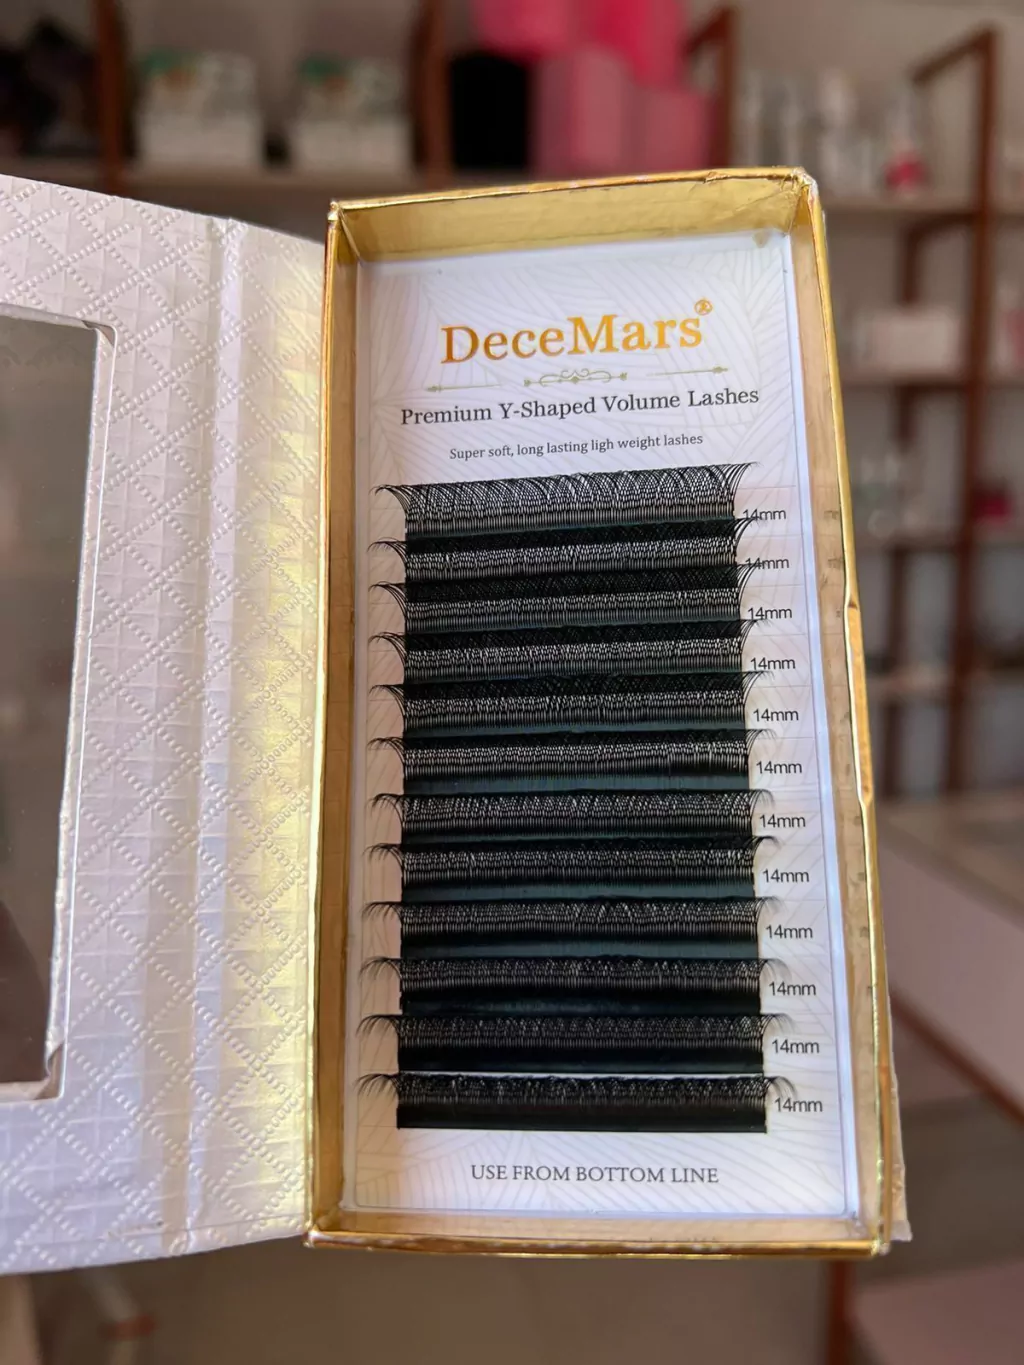 DeceMars®
Premium Y-Shaped Volume Lashes
Super soft, long lasting ligh weight lashes
14mm
14mm
14mm
14mm
14mm
14mm
14mm
14mm
14mm
14mm
14mm
14mm
USE FROM BOTTOM LINE